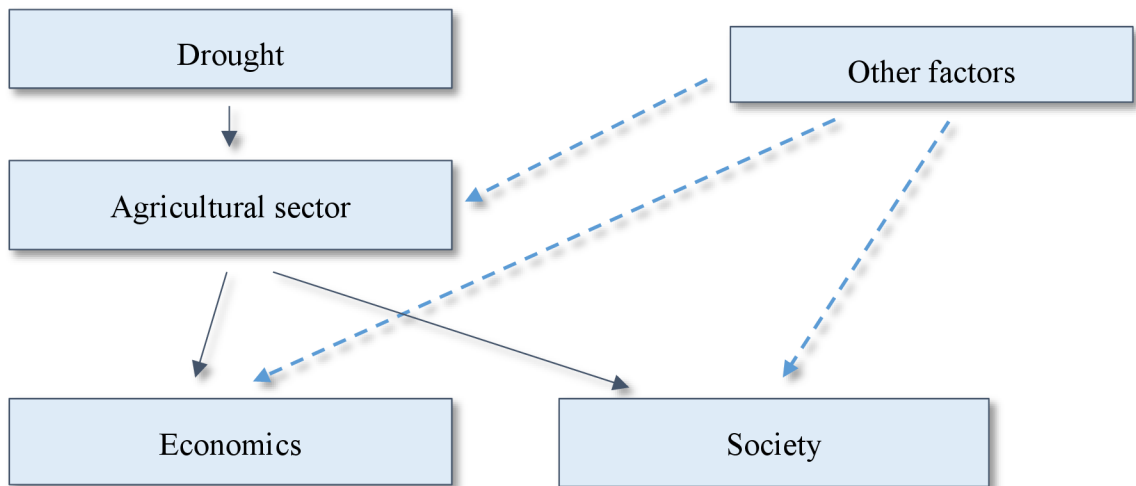 Drought
Other factors
Agricultural sector
Economics
Society